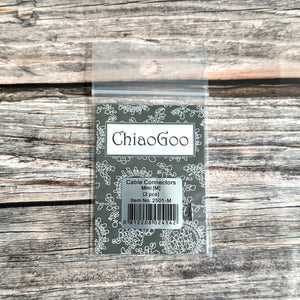 ChiaoGoo
Cable Connectors
Mini (M)
(2 pcs)
Item No. 2501-M